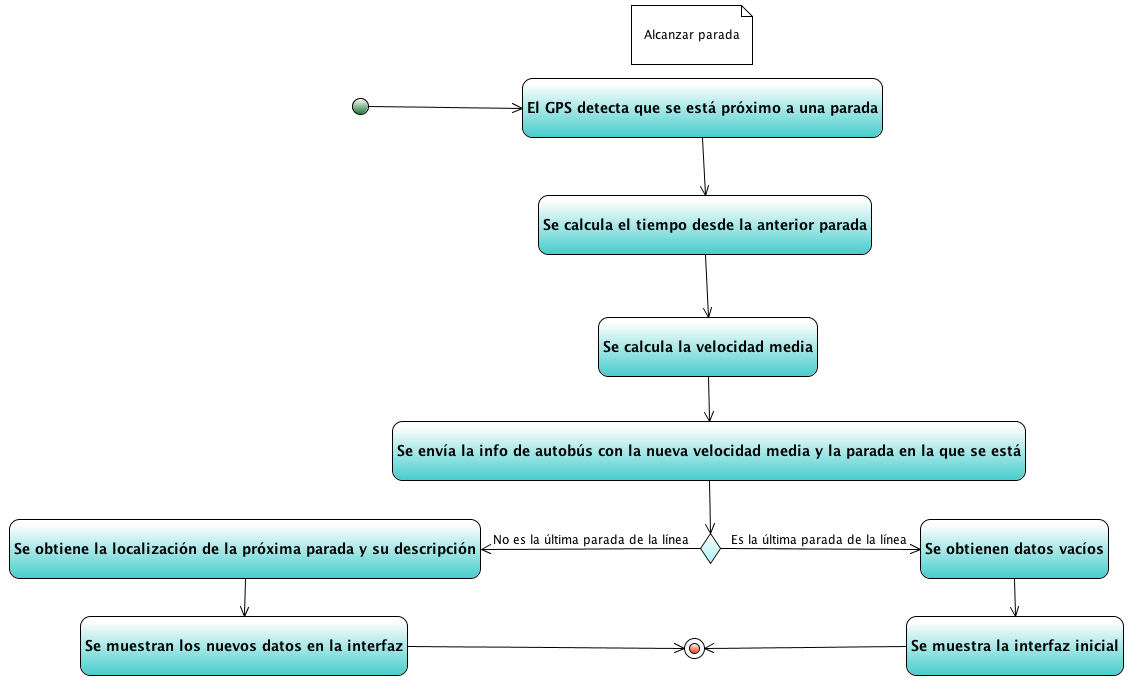 Alcanzar parada
El GPS detecta que se está próximo a una parada
Se calcula el tiempo desde la anterior parada
Se calcula la velocidad media
Se envía la info de autobús con la nueva velocidad media y la parada en la que se está
No es la última parada de la línea
Es la última parada de la línea
Se obtiene la localización de la próxima parada y su descripción
Se obtienen datos vacíos
Se muestran los nuevos datos en la interfaz
Se muestra la interfaz inicial